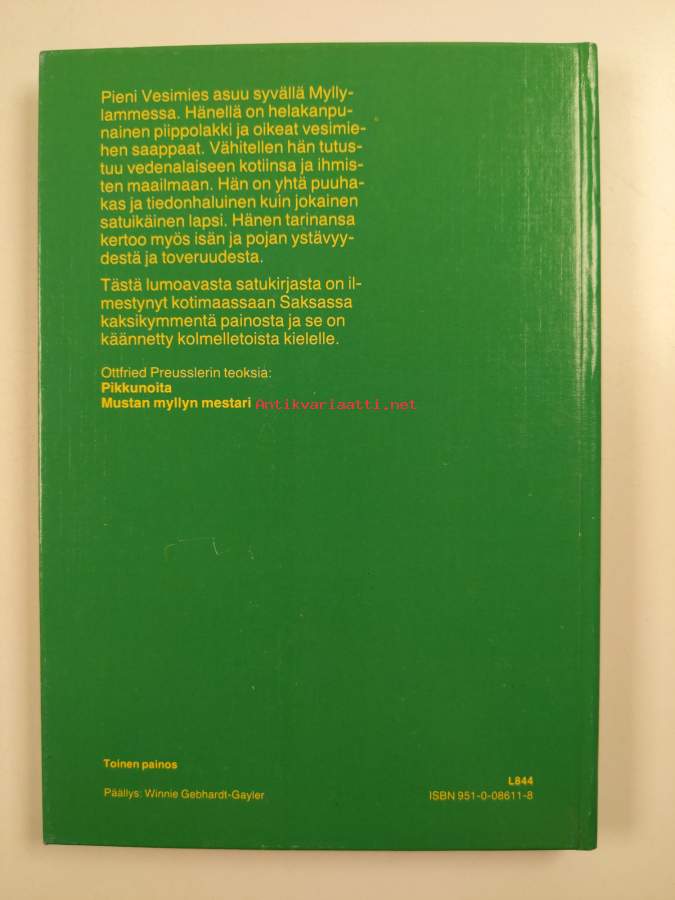 Pieni Vesimies asuu syvällä Mylly-
lammessa. Hänellä on helakanpu-
nainen piippolakki ja oikeat vesimie-
hen saappaat. Vähitellen hän tutus-
tuu vedenalaiseen kotiinsa ja ihmis-
ten maailmaan. Hän on yhtä puuha-
kas ja tiedonhaluinen kuin jokainen
satuikäinen lapsi. Hänen tarinansa
kertoo myös isän ja pojan ystävyy-
destä ja toveruudesta.
Tästä lumoavasta satukirjasta on il-
mestynyt kotimaassaan Saksassa
kaksikymmentä painosta ja se on
käännetty kolmelletoista kielelle.
Ottfried Preusslerin teoksia:
Pikkunoita
Mustan myllyn mestari Antikvariaatti.net
Toinen painos
L844
Päällys: Winnie Gebhardt-Gayler
ISBN 951-0-08611-8